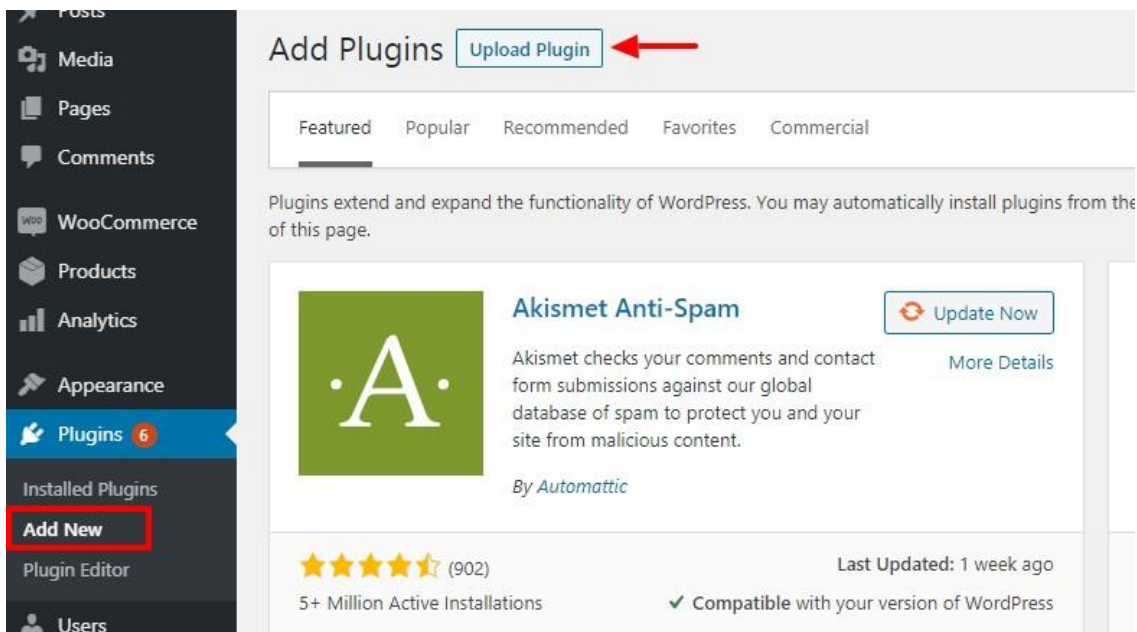 Posts
Media
Pages
Comments
WOO WooCommerce
Products
Analytics
Appearance
Plugins 6
Installed Plugins
Add New
Plugin Editor
Users
Add Plugins Upload Plugin
Featured Popular Recommended Favorites Commercial
Plugins extend and expand the functionality of WordPress. You may automatically install plugins from the
of this page.
·A·
Akismet Anti-Spam
Update Now
More Details
Akismet checks your comments and contact
form submissions against our global
database of spam to protect you and your
site from malicious content.
By Automattic
(902)
Last Updated: 1 week ago
5+ Million Active Installations
✓ Compatible with your version of WordPress